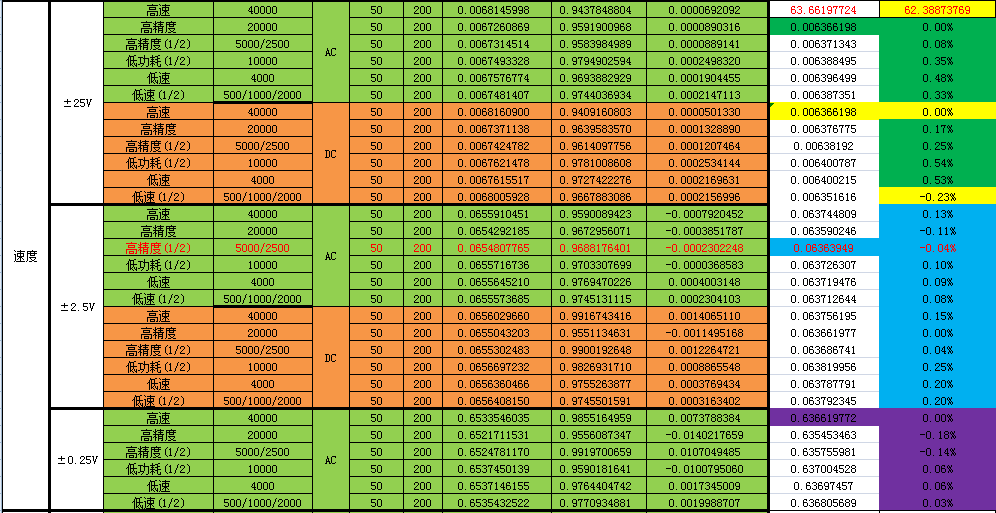 高速 40000 50 200 0.0068145998 0.9437848804 0.0000692092 63.66197724 62.38873769
高精度 20000 50 200 0.0067260869 0.9591900968 0.0000890316 0.006366198 0.00%
高精度(1/2) 5000/2500 AC 50 200 0.0067314514 0.9583984989 0.0000889141 0.006371343 0.08%
低功耗(1/2) 10000 50 200 0.0067493328 0.9794902594 0.0002498320 0.006388495 0.35%
低速 4000 50 200 0.0067576774 0.9693882929 0.0001904455 0.006396499 0.48%
低速(1/2) 500/1000/2000 50 200 0.0067481407 0.9744036934 0.0002147113 0.006387351 0.33%
±25V
高速 40000 50 200 0.0068160900 0.9409160803 0.0000501330 0.006366198 0.00%
高精度 20000 50 200 0.0067371138 0.9639583570 0.0001328890 0.006376775 0.17%
高精度(1/2) 5000/2500 DC 50 200 0.0067424782 0.9614097756 0.0001207464 0.00638192 0.25%
低功耗(1/2) 10000 50 200 0.0067621478 0.9781008608 0.0002534144 0.006400787 0.54%
低速 4000 50 200 0.0067615517 0.9727422276 0.0002169631 0.006400215 0.53%
低速(1/2) 500/1000/2000 50 200 0.0068005928 0.9667883086 0.0002156996 0.006351616 -0.23%
高速 40000 50 200 0.0655910451 0.9590089423 -0.0007920452 0.063744809 0.13%
高精度 20000 50 200 0.0654292185 0.9672956071 -0.0003851787 0.063590246 -0.11%
速度 高精度(1/2) 5000/2500 AC 50 200 0.0654807765 0.9688176401 -0.0002302248 0.06363949 -0.04%
低功耗(1/2) 10000 50 200 0.0655716736 0.9703307699 -0.0000368583 0.063726307 0.10%
低速 4000 50 200 0.0655645210 0.9769470226 0.0004003148 0.063719476 0.09%
低速(1/2) 500/1000/2000 50 200 0.0655573685 0.9745131115 0.0002304103 0.063712644 0.08%
±2.5V
高速 40000 50 200 0.0656029660 0.9916743416 0.0014065110 0.063756195 0.15%
高精度 20000 50 200 0.0655043203 0.9551134631 -0.0011495168 0.063661977 0.00%
高精度(1/2) 5000/2500 DC 50 200 0.0655302483 0.9900192648 0.0012264721 0.063686741 0.04%
低功耗(1/2) 10000 50 200 0.0656697232 0.9826931710 0.0008865548 0.063819956 0.25%
低速 4000 50 200 0.0656360466 0.9755263877 0.0003769434 0.063787791 0.20%
低速(1/2) 500/1000/2000 50 200 0.0656408150 0.9745501591 0.0003163402 0.063792345 0.20%
高速 40000 50 200 0.6533546035 0.9855164959 0.0073788384 0.636619772 0.00%
高精度 20000 50 200 0.6521711531 0.9556087347 -0.0140217659 0.635453463 -0.18%
高精度(1/2) 5000/2500 50 200 0.6524781170 0.9919700659 0.0107049485 0.635755981 -0.14%
±0.25V AC
低功耗(1/2) 10000 50 200 0.6537450139 0.9590181641 -0.0100795060 0.637004528 0.06%
低速 4000 50 200 0.6537146155 0.9764404742 0.0017345009 0.63697457 0.06%
低速(1/2) 500/1000/2000 50 200 0.6535432522 0.9770934881 0.0019988707 0.636805689 0.03%